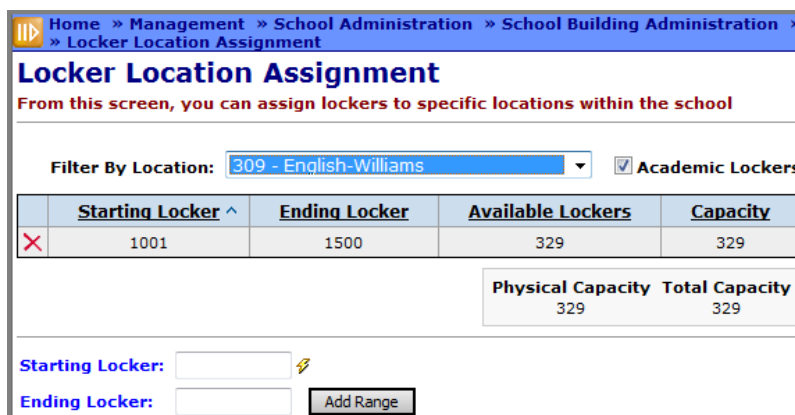 Home » Management » School Administration » School Building Administration »
» Locker Location Assignment
Locker Location Assignment
From this screen, you can assign lockers to specific locations within the school
Filter By Location: 309 - English-Williams Academic Lockers
Starting Locker ^ Ending Locker Available Lockers Capacity
1001 1500 329 329
Physical Capacity Total Capacity
329 329
Starting Locker:
Ending Locker: Add Range